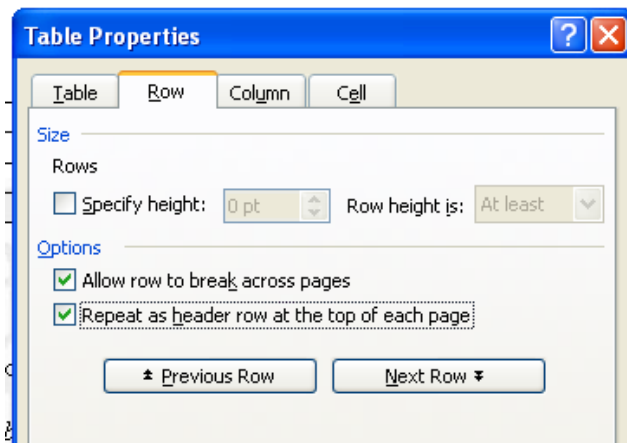 Table Properties
Table Row Column Cell
Size
Rows
Specify height: 0 pt Row height is: At least
Options
Allow row to break across pages
Repeat as header row at the top of each page
Previous Row Next Row